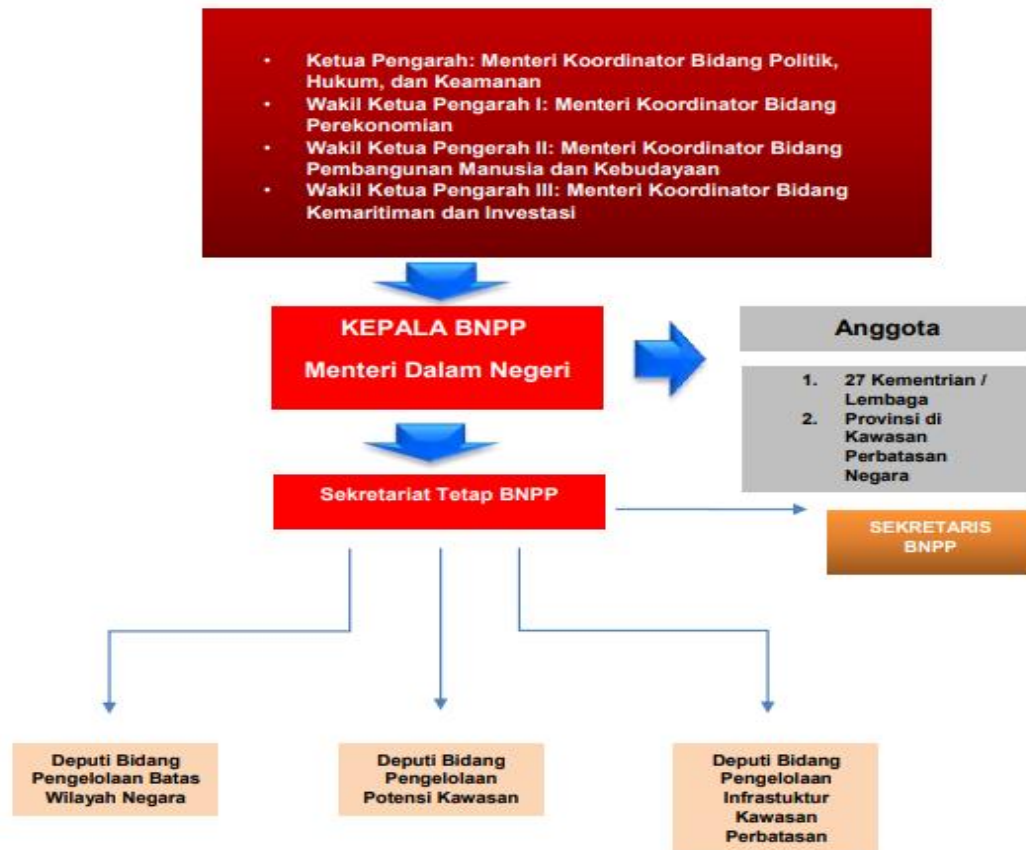 • Ketua Pengarah: Menteri Koordinator Bidang Politik,
Hukum, dan Keamanan
• Wakil Ketua Pengarah I: Menteri Koordinator Bidang
Perekonomian
• Wakil Ketua Pengerah II: Menteri Koordinator Bidang
Pembangunan Manusia dan Kebudayaan
• Wakil Ketua Pengarah III: Menteri Koordinator Bidang
Kemaritiman dan Investasi
KEPALA BNPP
Menteri Dalam Negeri
Anggota
1. 27 Kementrian /
Lembaga
2. Provinsi di
Kawasan
Perbatasan
Negara
Sekretariat Tetap BNPP
SEKRETARIS
BNPP
Deputi Bidang
Pengelolaan Batas
Wilayah Negara
Deputi Bidang
Pengelolaan
Potensi Kawasan
Deputi Bidang
Pengelolaan
Infrastuktur
Kawasan
Perbatasan